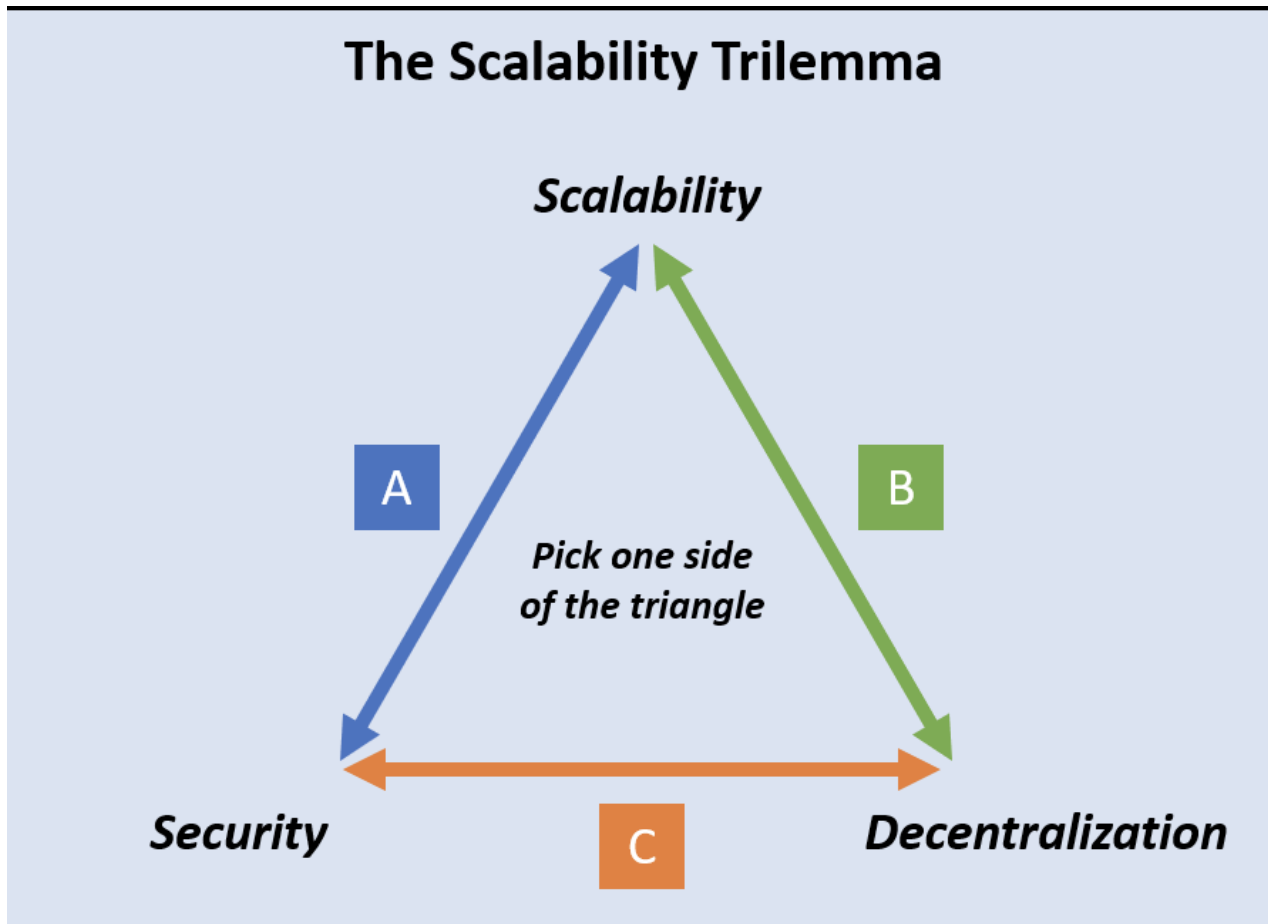 The Scalability Trilemma
Scalability
A
B
Pick one side
of the triangle
Security
Decentralization
C